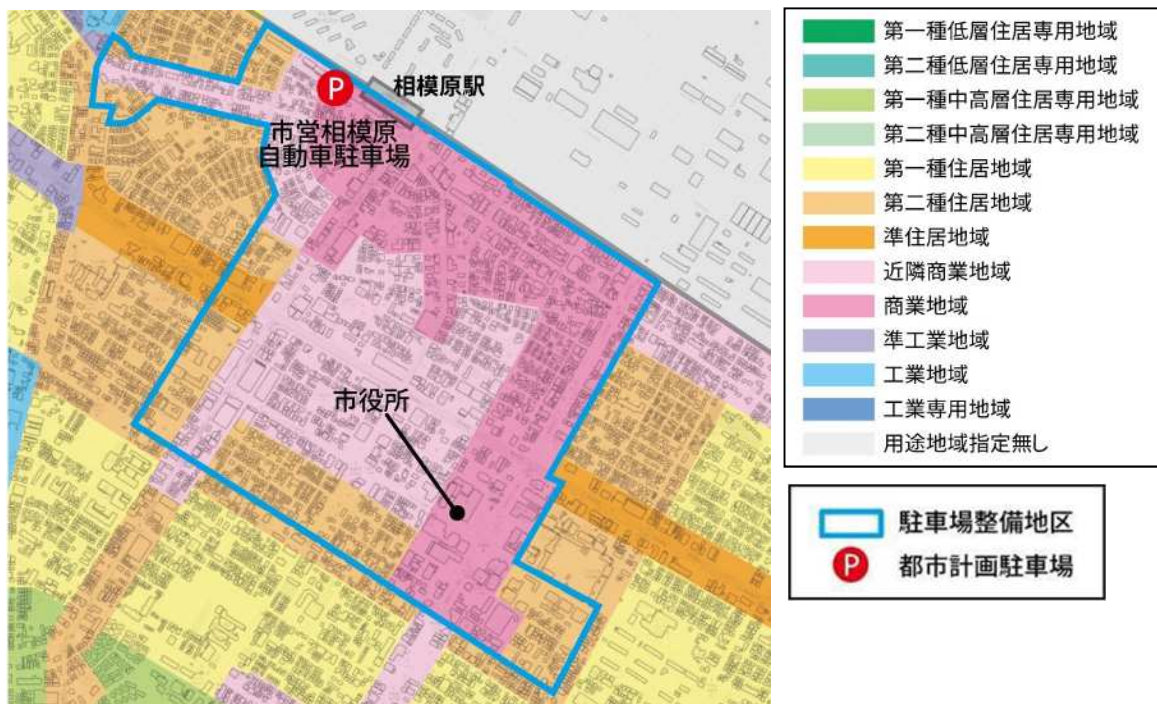 P
相模原駅
市営相模原
自動車駐車場
市役所
第一種低層住居専用地域
第二種低層住居専用地域
第一種中高層住居専用地域
第二種中高層住居専用地域
第一種住居地域
第二種住居地域
準住居地域
近隣商業地域
商業地域
準工業地域
工業地域
工業専用地域
用途地域指定無し
駐車場整備地区
P 都市計画駐車場